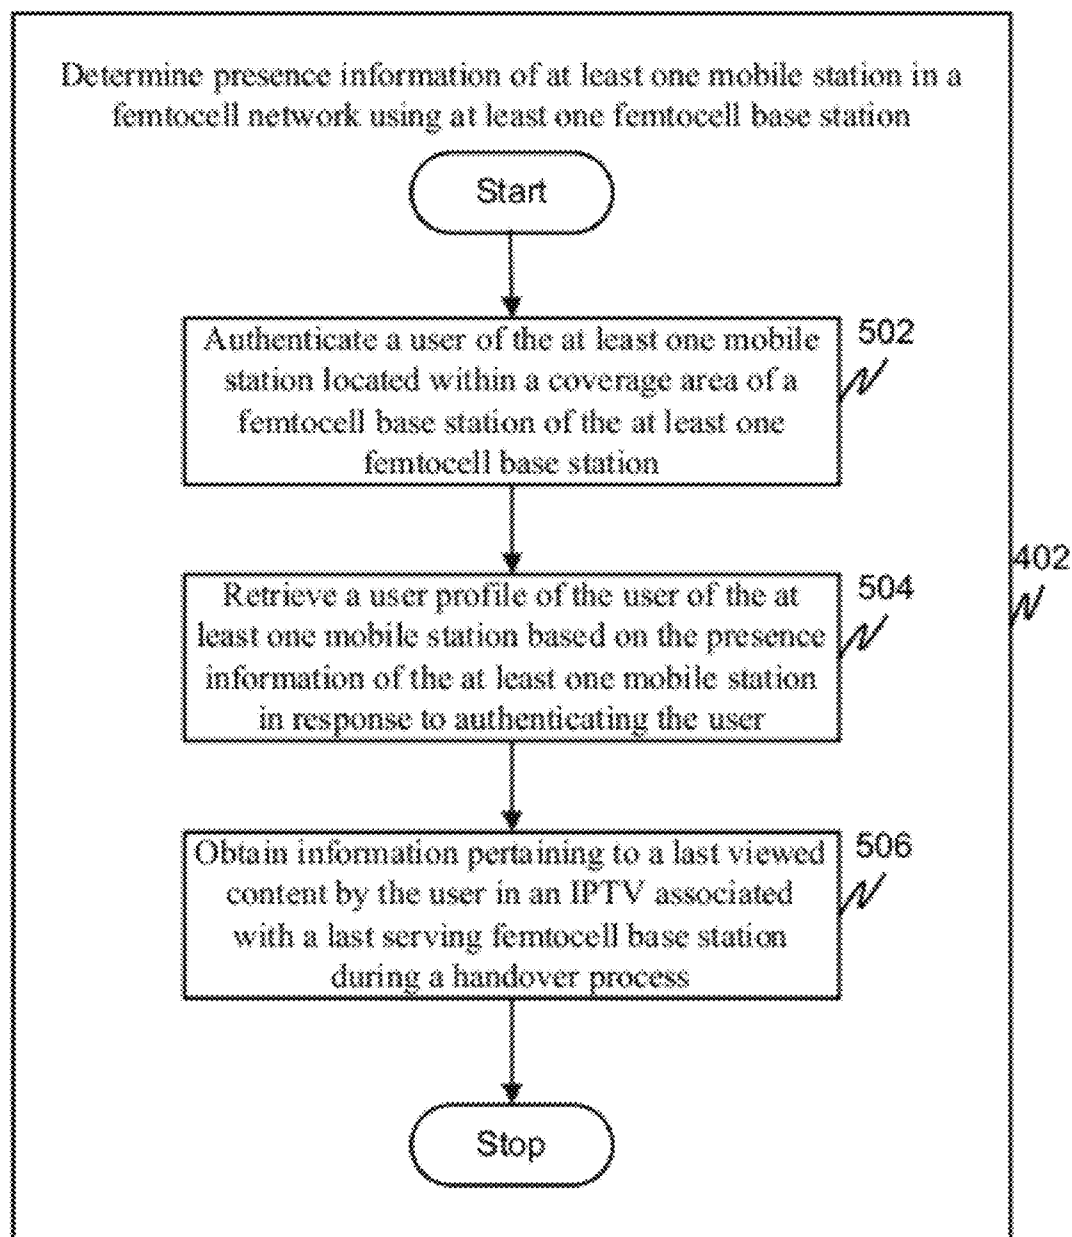 Determine presence information of at least one mobile station in a
femtocell network using at least one femtocell base station
Start
Authenticate a user of the at least one mobile
station located within a coverage area of a
femtocell base station of the at least one
femtocell base station
502
402
Retrieve a user profile of the user of the at
least one mobile station based on the presence
information of the at least one mobile station
in response to authenticating the user
504
Obtain information pertaining to a last viewed
content by the user in an IPTV associated
with a last serving femtocell base station
during a handover process
506
Stop